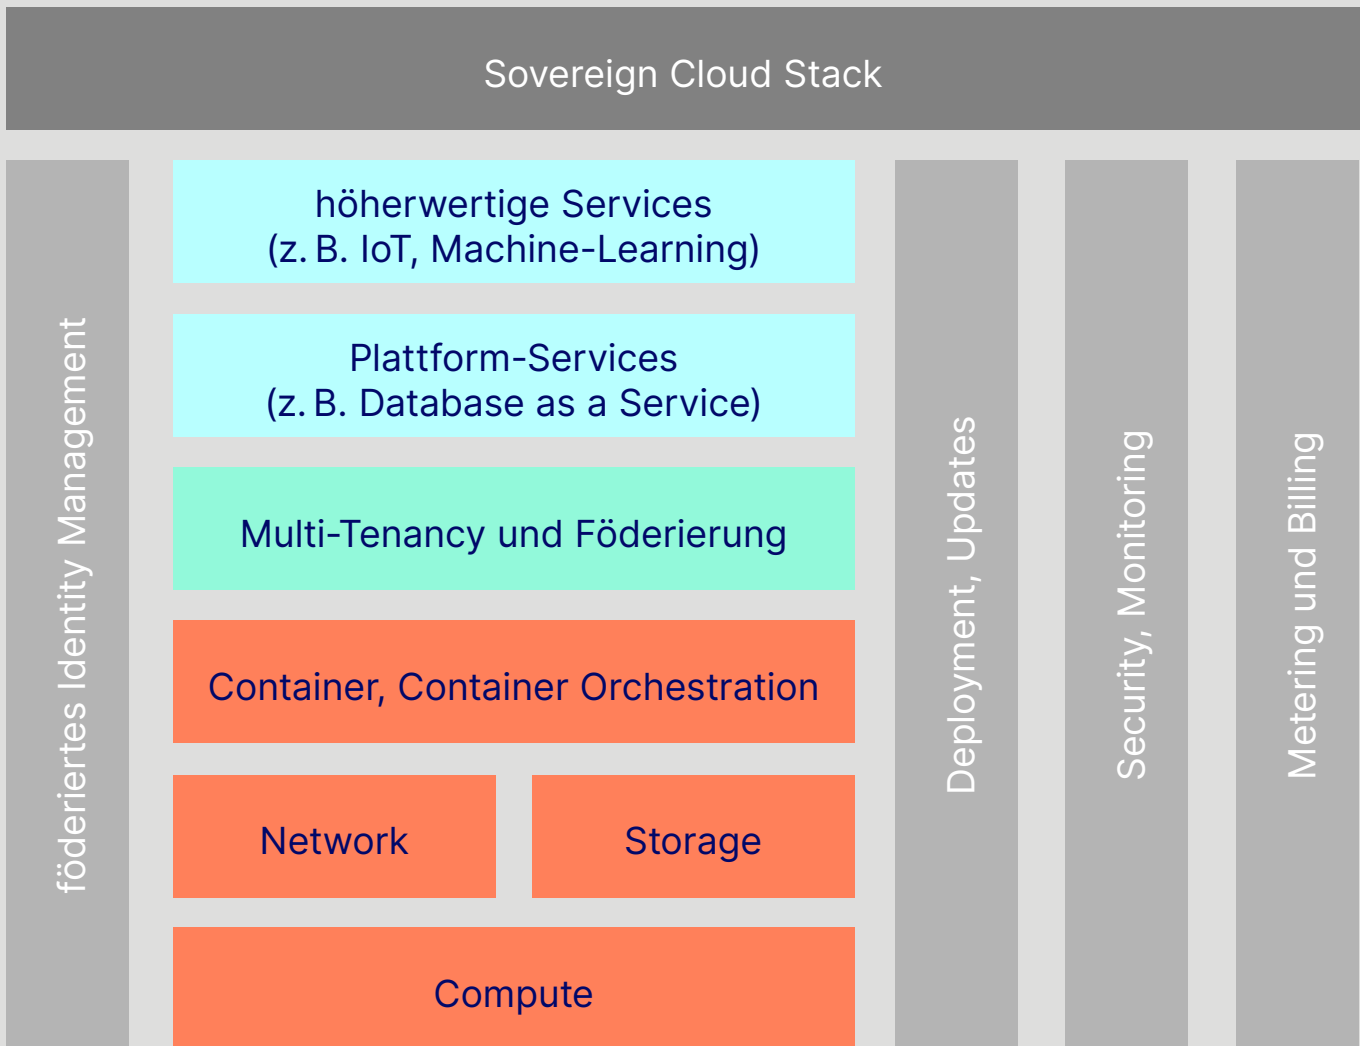 Sovereign Cloud Stack
föderiertes Identity Management
höherwertige Services
(z. B. IoT, Machine-Learning)
Plattform-Services
(z. B. Database as a Service)
Multi-Tenancy und Föderierung
Container, Container Orchestration
Network
Storage
Compute
Deployment, Updates
Security, Monitoring
Metering und Billing